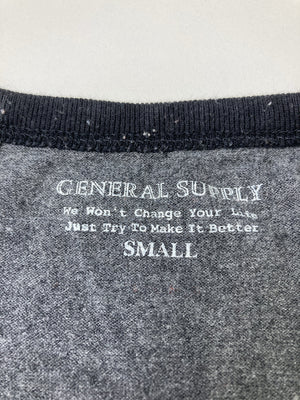 GENERAL SUPPLY
We Won't Change Your Life
Just Try To Make It Better
SMALL